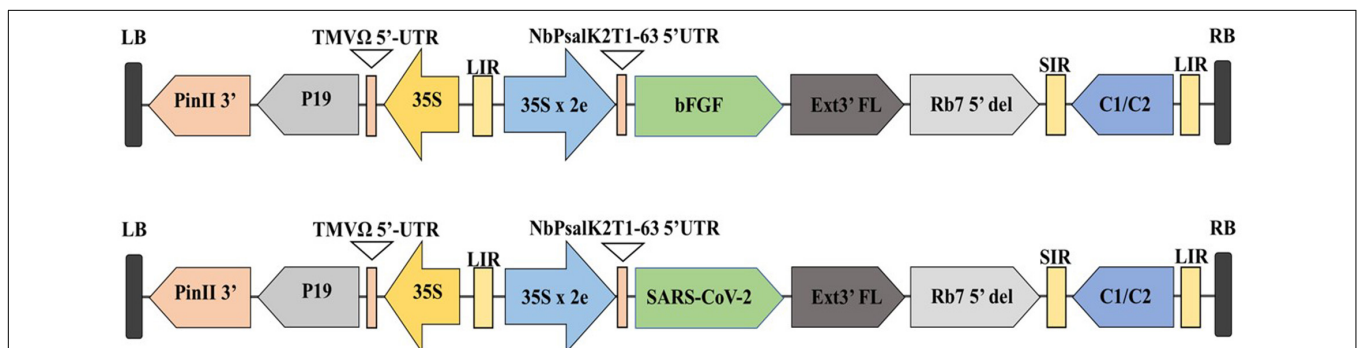 LB TMVΩ 5’-UTR NbPsalK2T1-63 5’UTR RB
LIR SIR LIR
PinII 3’ P19 35S 35S x 2e bFGF Ext3’ FL Rb7 5’ del C1/C2
LB TMVΩ 5’-UTR NbPsalK2T1-63 5’UTR RB
LIR SIR LIR
PinII 3’ P19 35S 35S x 2e SARS-CoV-2 Ext3’ FL Rb7 5’ del C1/C2